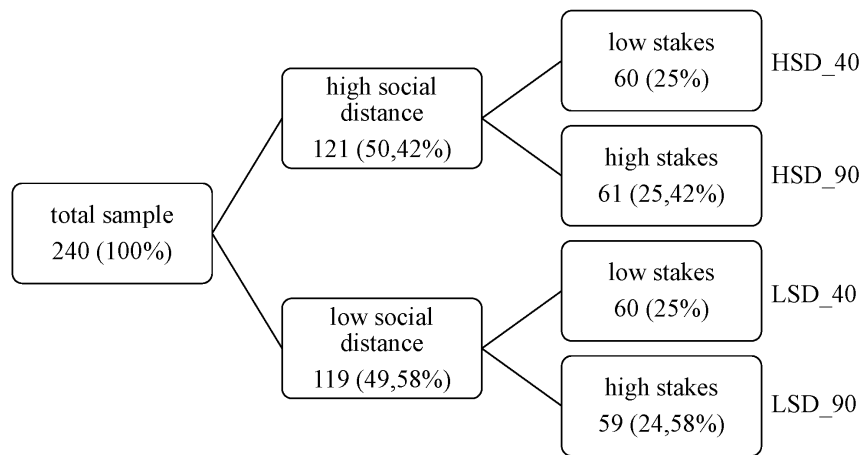 total sample
240 (100%)
high social
distance
121 (50,42%)
low social
distance
119 (49,58%)
low stakes
60 (25%)
HSD_40
high stakes
61 (25,42%)
HSD_90
low stakes
60 (25%)
LSD_40
high stakes
59 (24,58%)
LSD_90